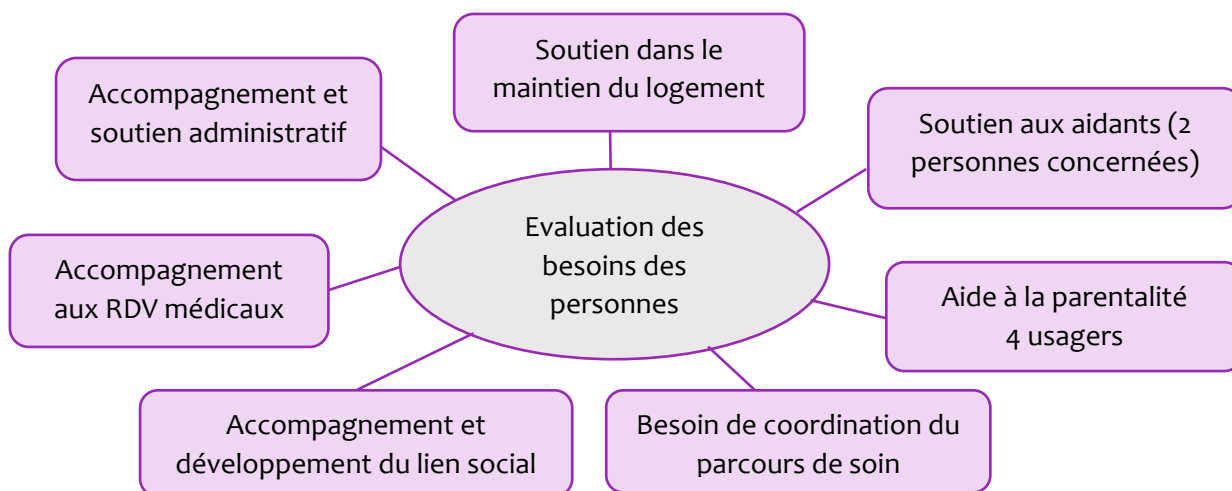 Soutien dans le
maintien du logement
Accompagnement et
soutien administratif
Soutien aux aidants (2
personnes concernées)
Evaluation des
besoins des
personnes
Accompagnement
aux RDV médicaux
Aide à la parentalité
4 usagers
Accompagnement et
développement du lien social
Besoin de coordination du
parcours de soin